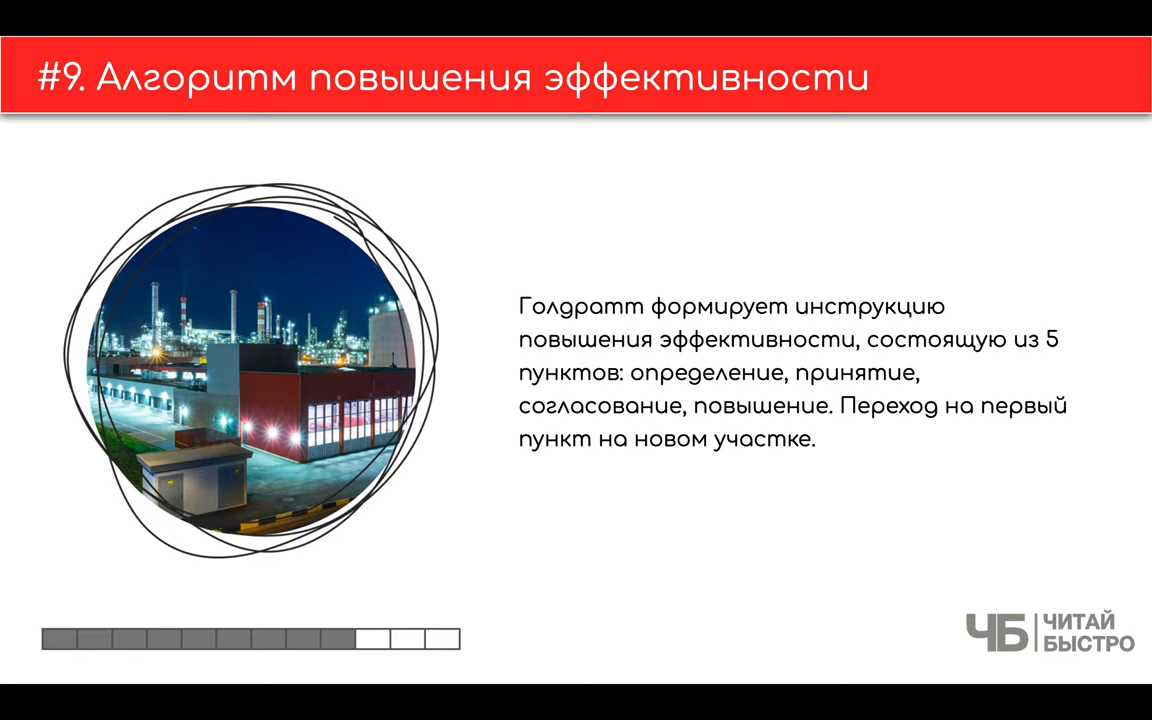 #9. Алгоритм повышения эффективности
Голдратт формирует инструкцию
повышения эффективности, состоящую из 5
пунктов: определение, принятие,
согласование, повышение. Переход на первый
пункт на новом участке.
ЧБ
ЧИТАЙ
БЫСТРО